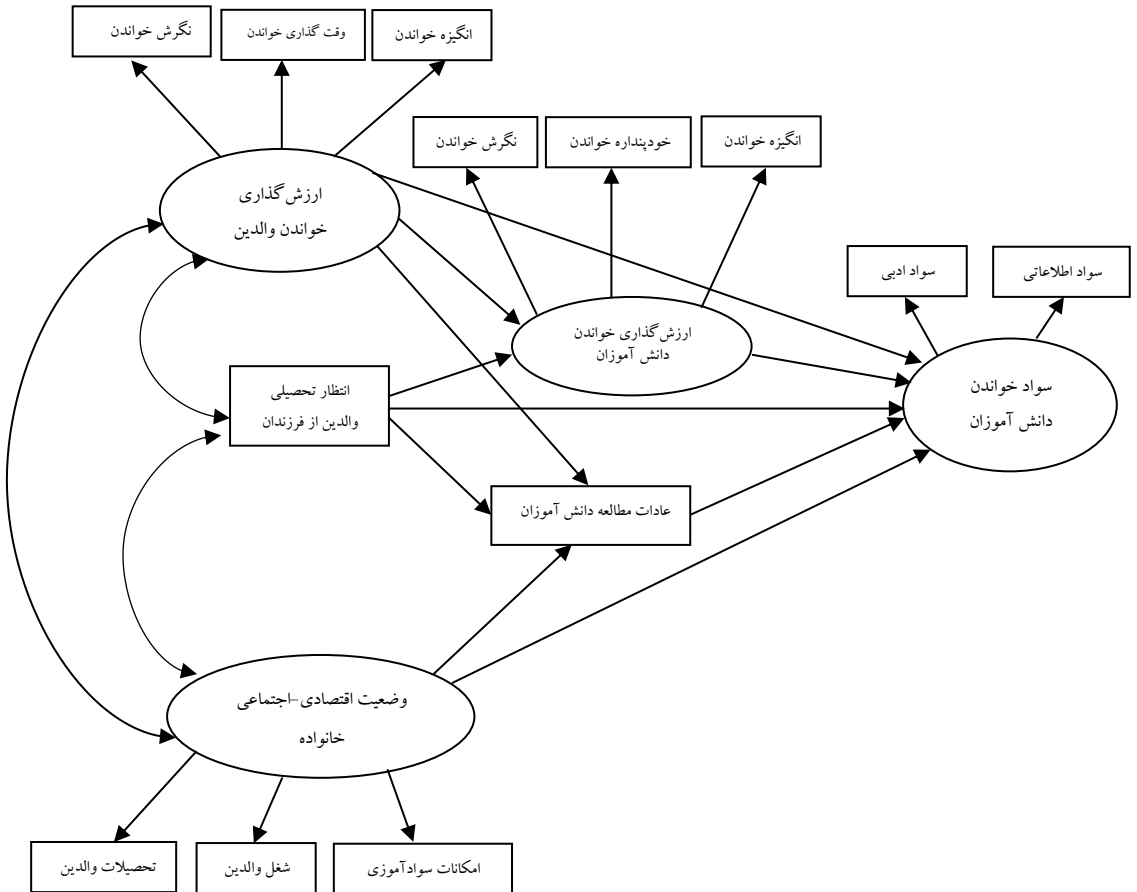 انگیزه خواندن
وقت گذاری خواندن
نگرش خواندن
انگیزه خواندن
خودپنداره خواندن
نگرش خواندن
ارزش‌گذاری
خواندن والدین
سواد اطلاعاتی
سواد ادبی
ارزش‌گذاری خواندن
دانش آموزان
سواد خواندن
دانش آموزان
انتظار تحصیلی
والدین از فرزندان
عادات مطالعه دانش آموزان
وضعیت اقتصادی-اجتماعی
خانواده
امکانات سوادآموزی
شغل والدین
تحصیلات والدین